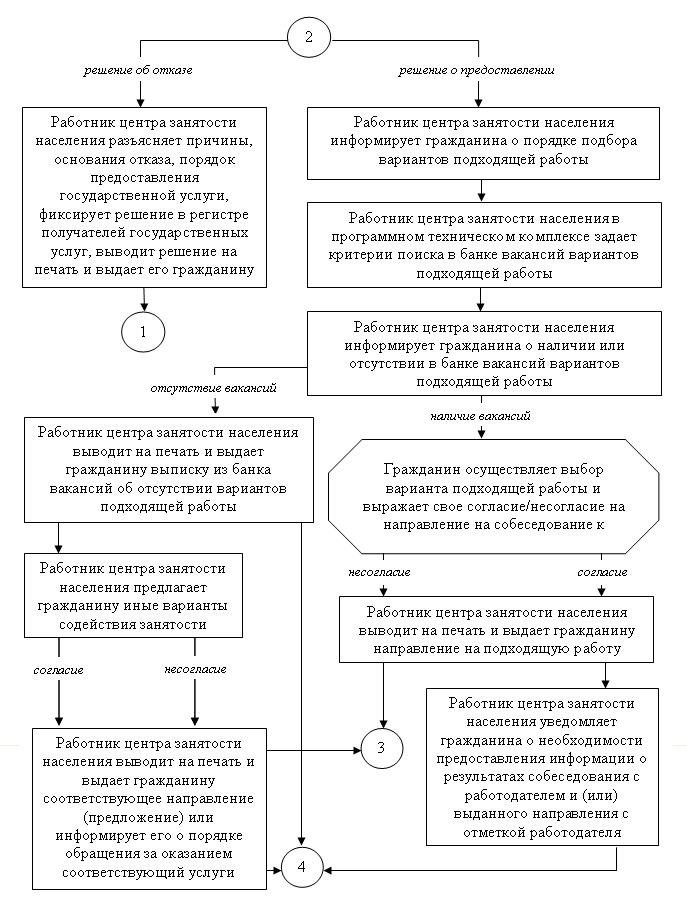 2
решение об отказе
решение о предоставлении
Работник центра занятости
населения разъясняет причины,
основания отказа, порядок
предоставления
государственной услуги,
фиксирует решение в регистре
получателей государственных
услуг, выводит решение на
печать и выдает его гражданину
1
Работник центра занятости населения
информирует гражданина о порядке подбора
вариантов подходящей работы
Работник центра занятости населения в
программном техническом комплексе задает
критерии поиска в банке вакансий вариантов
подходящей работы
Работник центра занятости населения
информирует гражданина о наличии или
отсутствии в банке вакансий вариантов
подходящей работы
отсутствие вакансий
наличие вакансий
Работник центра занятости населения
выводит на печать и выдает
гражданину выписку из банка
вакансий об отсутствии вариантов
подходящей работы
Гражданин осуществляет выбор
варианта подходящей работы и
выражает свое согласие/несогласие на
направление на собеседование к
Работник центра занятости
населения предлагает
гражданину иные варианты
содействия занятости
несогласие
согласие
Работник центра занятости населения
выводит на печать и выдает гражданину
направление на подходящую работу
согласие
несогласие
Работник центра занятости
населения уведомляет
гражданина о необходимости
предоставления информации о
результатах собеседования с
работодателем и (или)
выданного направления с
отметкой работодателя
3
Работник центра занятости
населения выводит на печать и
выдает гражданину
соответствующее направление
(предложение) или
информирует его о порядке
обращения за оказанием
соответствующий услуги
4